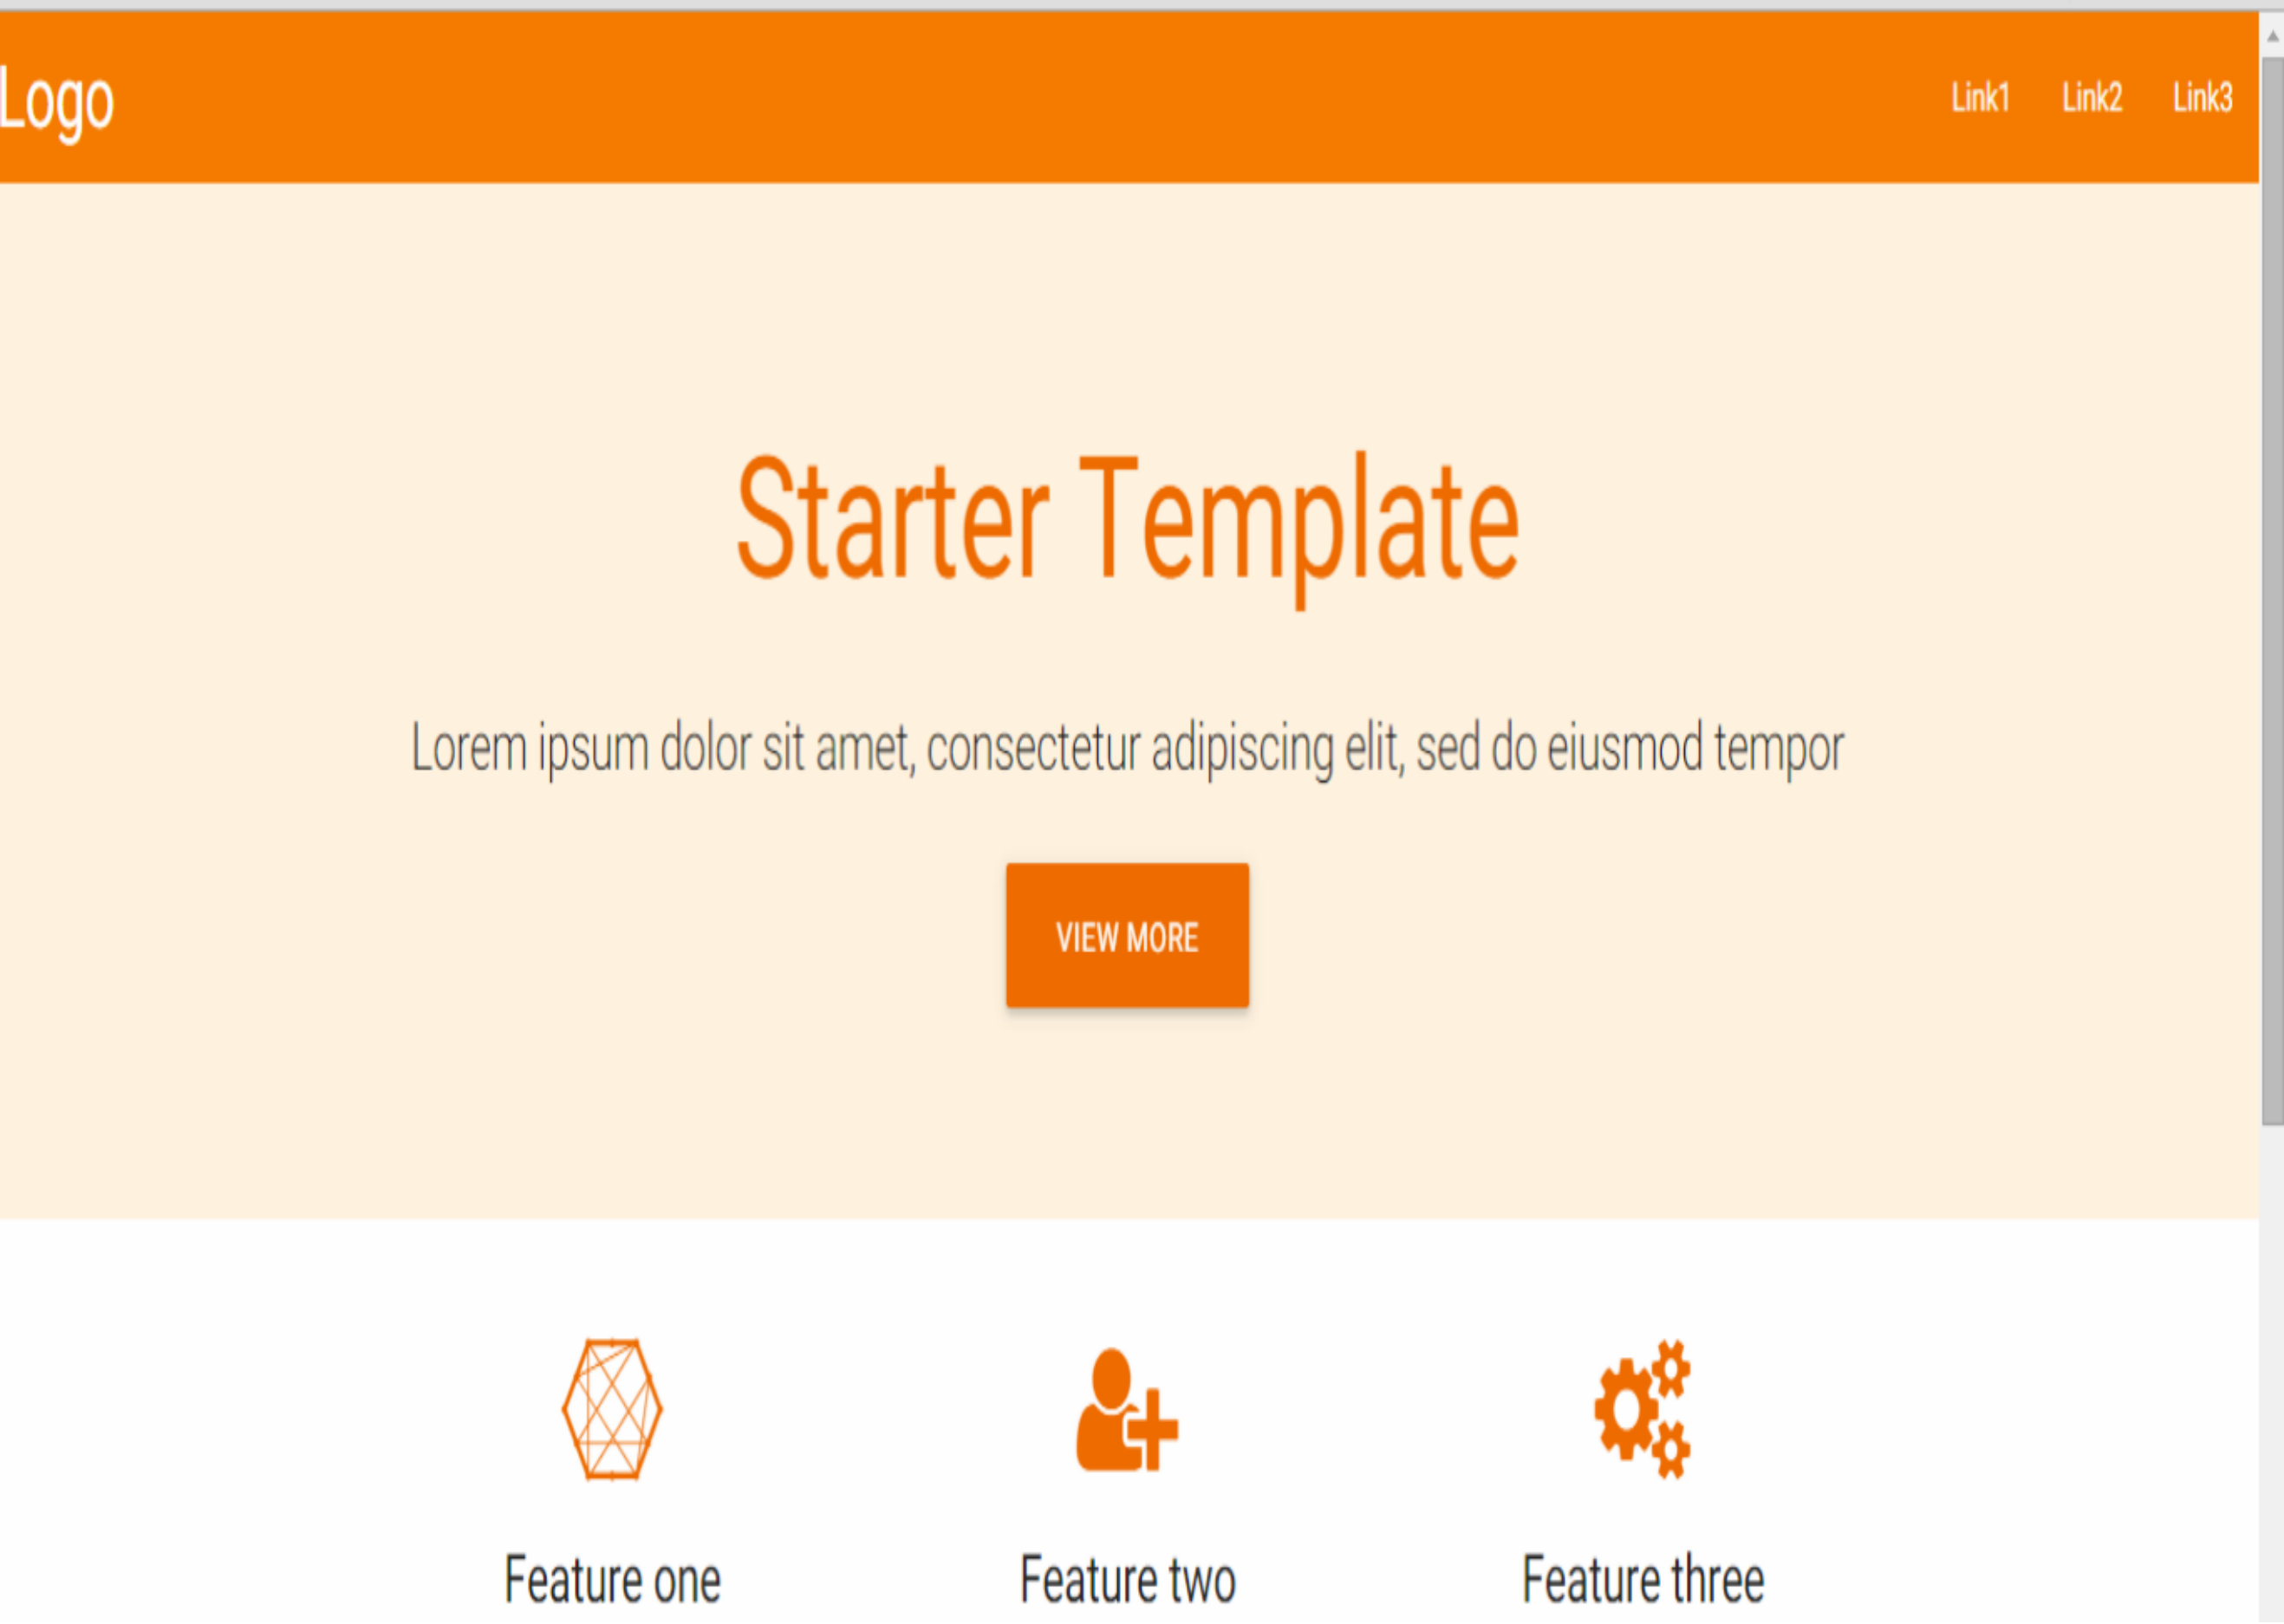 Logo
Link1 Link2 Link3
Starter Template
Lorem ipsum dolor sit amet, consectetur adipiscing elit, sed do eiusmod tempor
VIEW MORE
Feature one Feature two Feature three